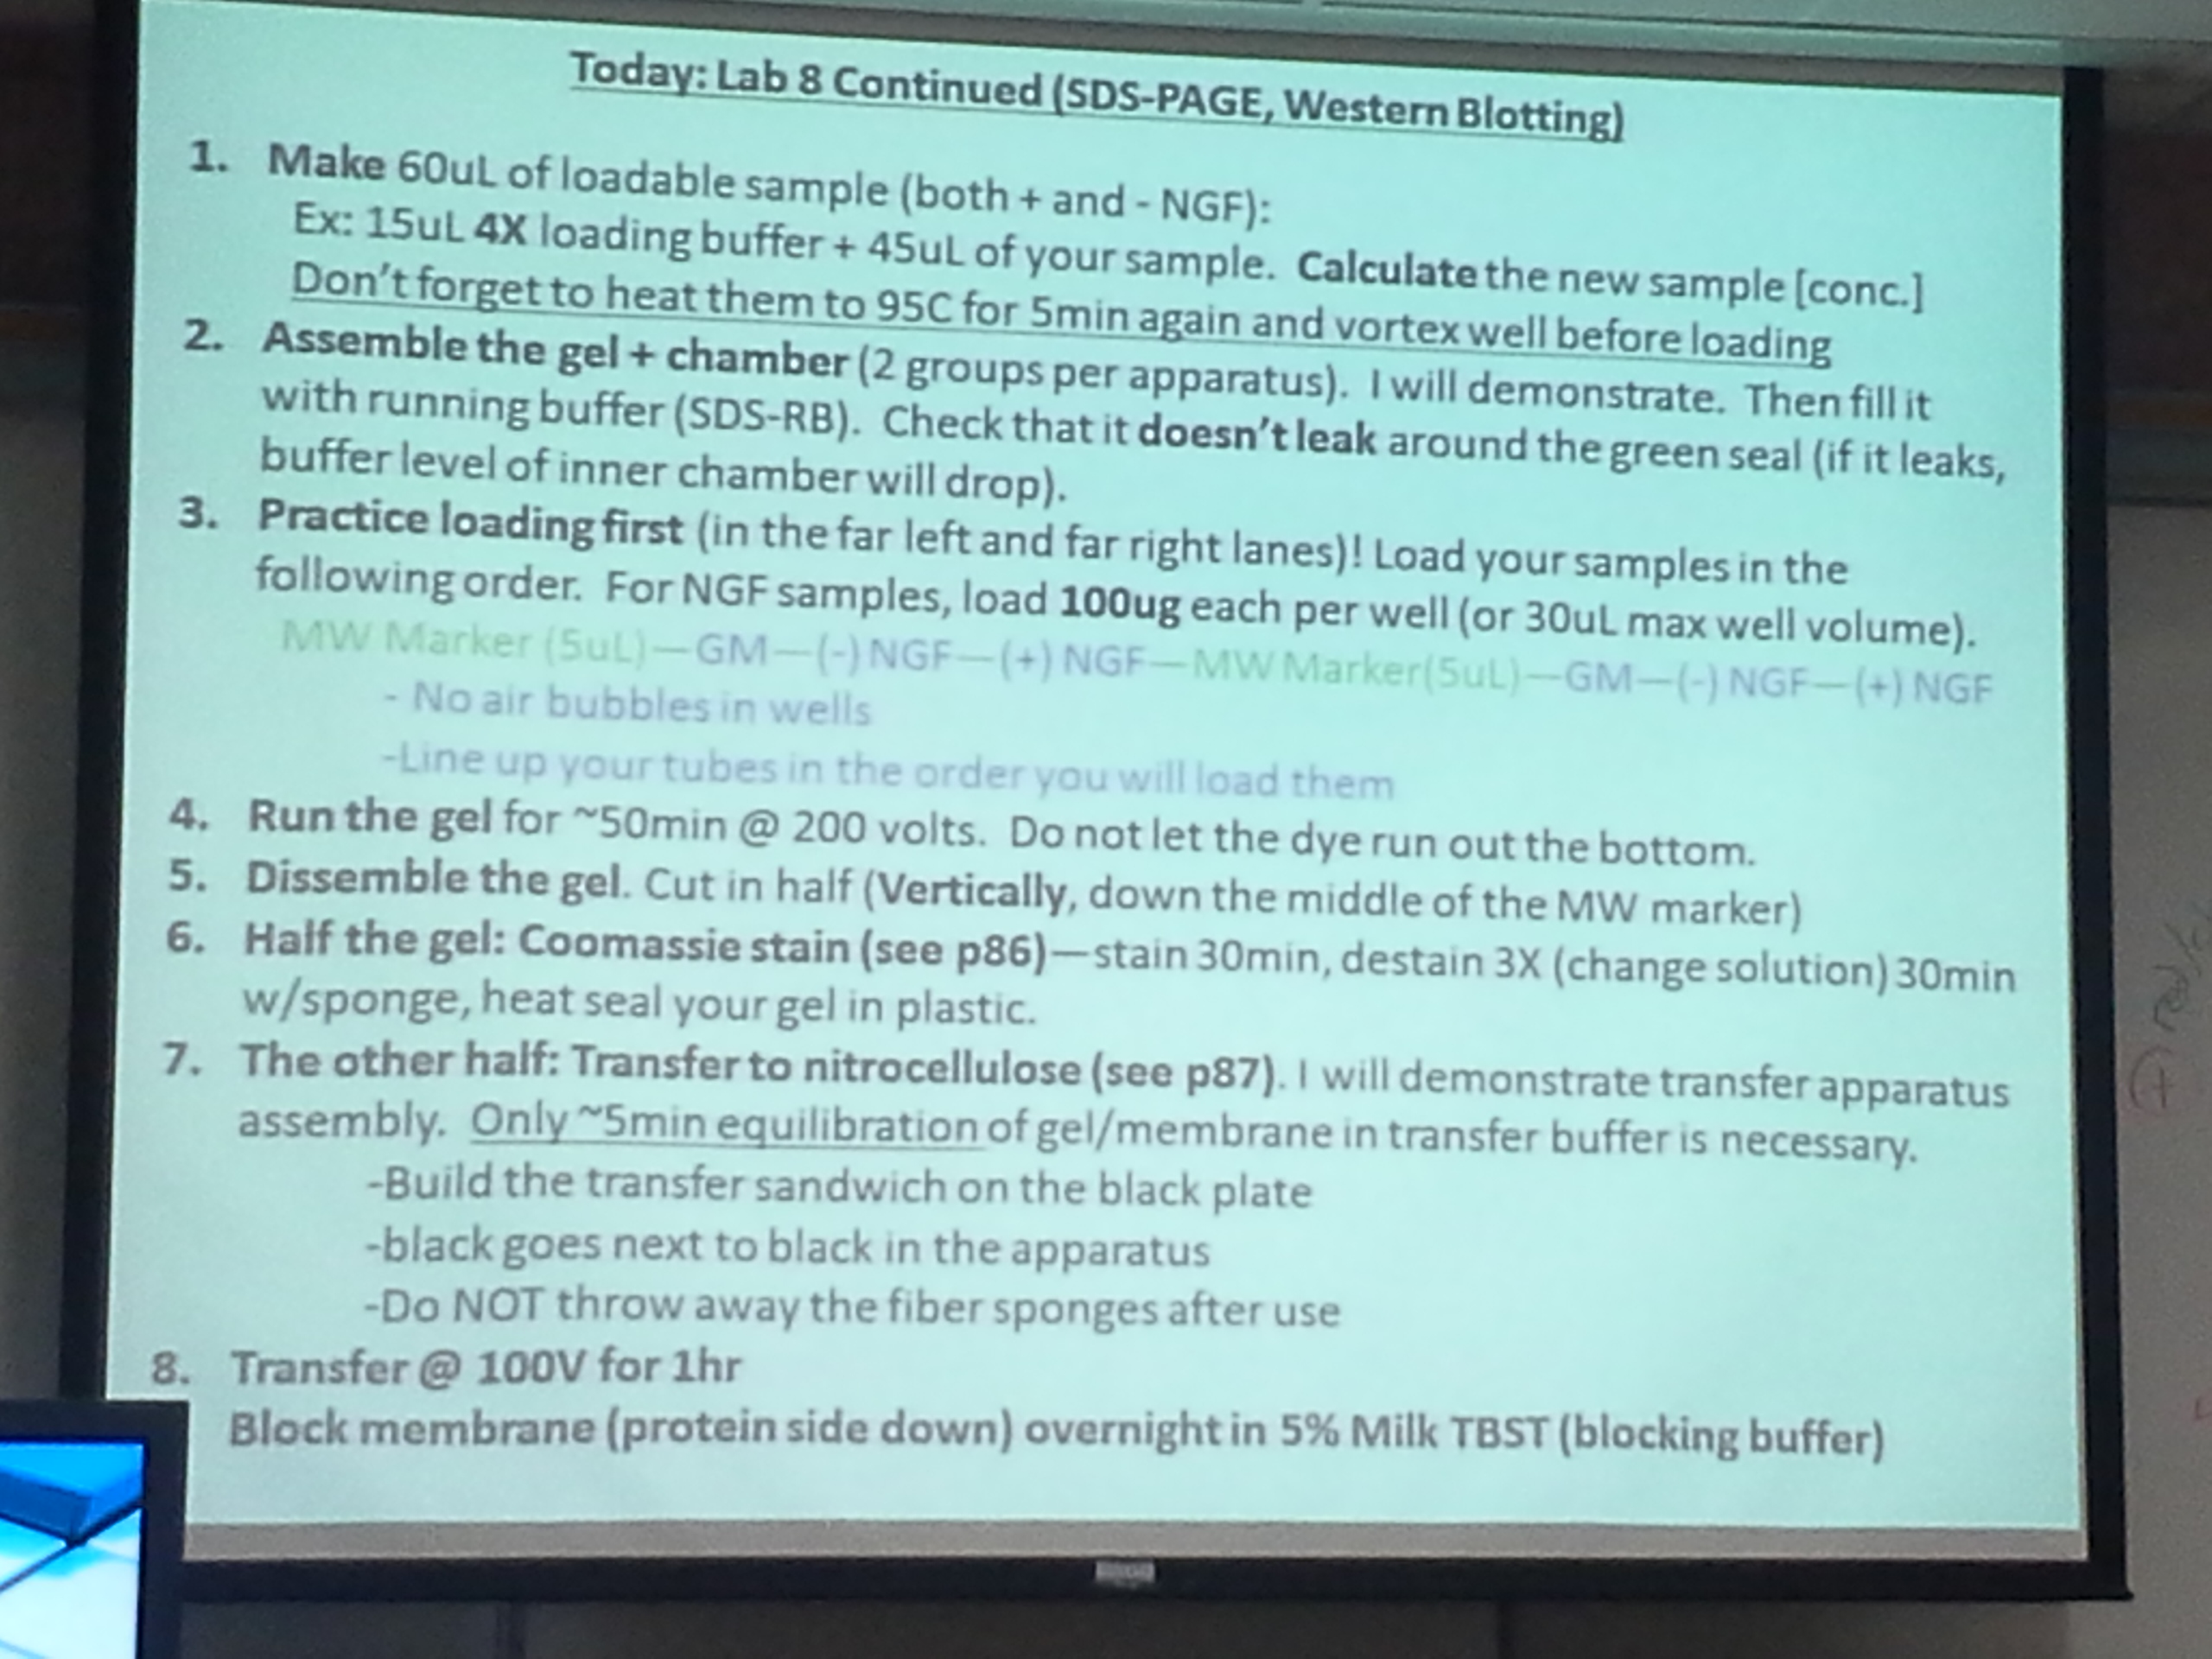 Today: Lab 8 Continued (SDS-PAGE, Western Blotting)
1. Make 60uL of loadable sample (both + and - NGF):
Ex: 15uL 4X loading buffer + 45uL of your sample. Calculate the new sample [conc.]
Don't forget to heat them to 95C for 5min again and vortex well before loading
2. Assemble the gel + chamber (2 groups per apparatus). I will demonstrate. Then fill it
with running buffer (SDS-RB). Check that it doesn't leak around the green seal (if it leaks,
buffer level of inner chamber will drop).
3. Practice loading first (in the far left and far right lanes)! Load your samples in the
following order. For NGF samples, load 100ug each per well (or 30uL max well volume).
MW Marker (5uL)—GM—(-) NGF—(+) NGF—MW Marker(5uL)—GM—(-) NGF—(+) NGF
- No air bubbles in wells
-Line up your tubes in the order you will load them
4. Run the gel for ~50min @ 200 volts. Do not let the dye run out the bottom.
5. Dissemble the gel. Cut in half (Vertically, down the middle of the MW marker)
6. Half the gel: Coomassie stain (see p86)—stain 30min, destain 3X (change solution) 30min
w/sponge, heat seal your gel in plastic.
7. The other half: Transfer to nitrocellulose (see p87). I will demonstrate transfer apparatus
assembly. Only ~5min equilibration of gel/membrane in transfer buffer is necessary.
-Build the transfer sandwich on the black plate
-black goes next to black in the apparatus
-Do NOT throw away the fiber sponges after use
8. Transfer @ 100V for 1hr
Block membrane (protein side down) overnight in 5% Milk TBST (blocking buffer)